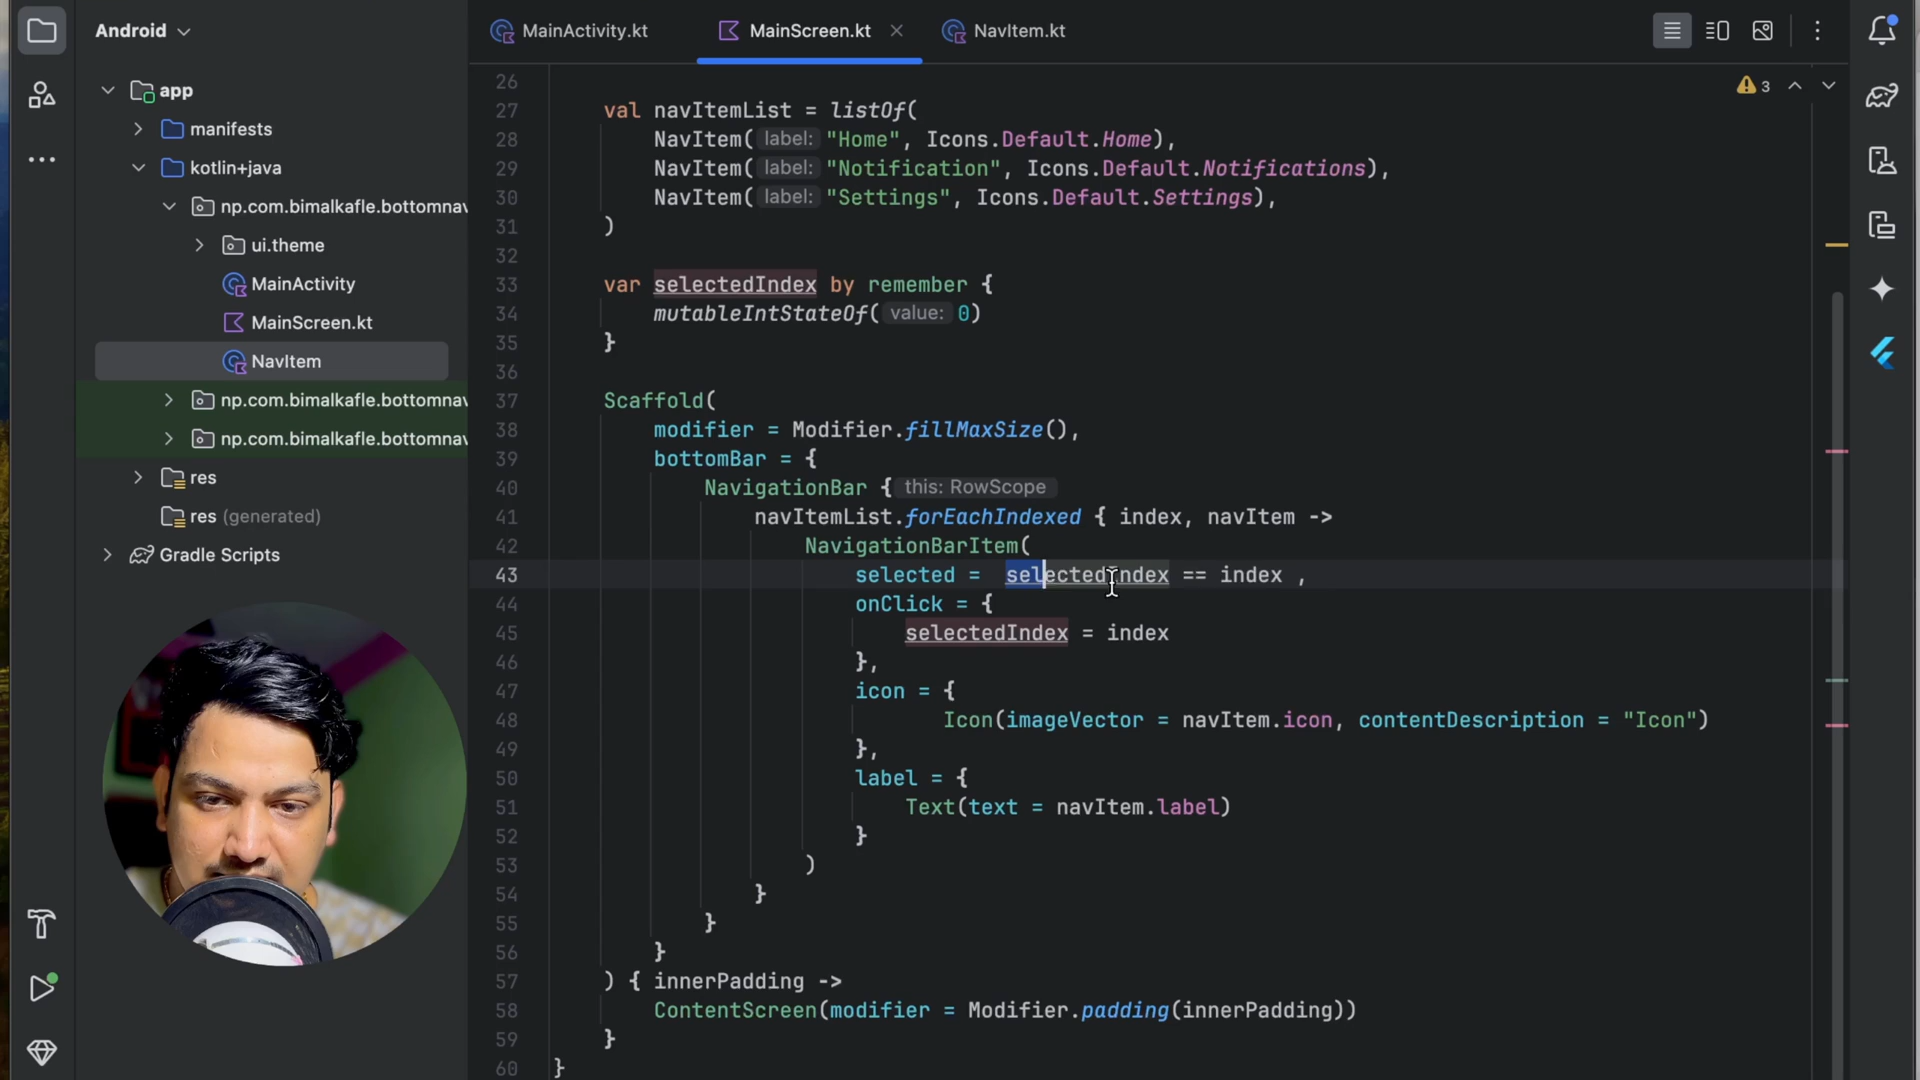 Android
MainActivity.kt
MainScreen.kt
NavItem.kt
app
manifests
kotlin+java
np.com.bimalkafle.bottomnav
ui.theme
MainActivity
MainScreen.kt
NavItem
np.com.bimalkafle.bottomnav
np.com.bimalkafle.bottomnav
res
res (generated)
Gradle Scripts
3
26
27 val navItemList = listOf(
28 NavItem( label: "Home", Icons.Default.Home),
29 NavItem( label: "Notification", Icons.Default.Notifications),
30 NavItem( label: "Settings", Icons.Default.Settings),
31 )
32
33 var selectedIndex by remember {
34 mutableIntStateOf( value: 0)
35 }
36
37 Scaffold(
38 modifier = Modifier.fillMaxSize(),
39 bottomBar = {
40 NavigationBar { this: RowScope
41 navItemList.forEachIndexed { index, navItem ->
42 NavigationBarItem(
43 selected =  selectedIndex == index ,
44 onClick = {
45 selectedIndex = index
46 },
47 icon = {
48 Icon(imageVector = navItem.icon, contentDescription = "Icon")
49 },
50 label = {
51 Text(text = navItem.label)
52 }
53 )
54 }
55 }
56 }
57 ) { innerPadding ->
58 ContentScreen(modifier = Modifier.padding(innerPadding))
59 }
60 }